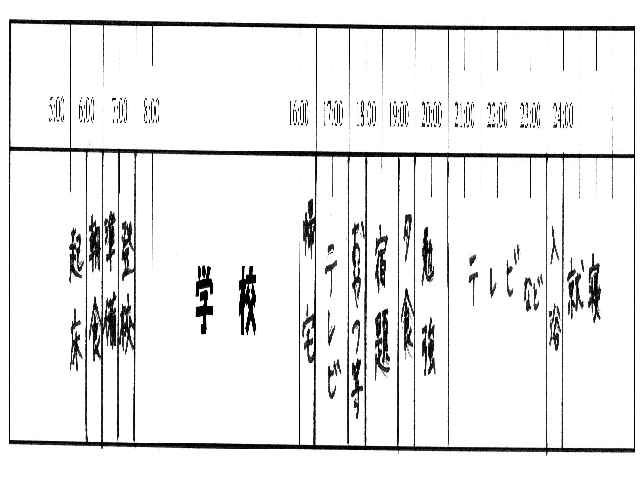 5:00 6:00 7:00 8:00 16:00 17:00 18:00 19:00 20:00 21:00 22:00 23:00 24:00
起床
朝食
準備
登校
学校
帰宅
テレビ
おやつ等
宿題
夕食
勉強
テレビなど
入浴
就寝